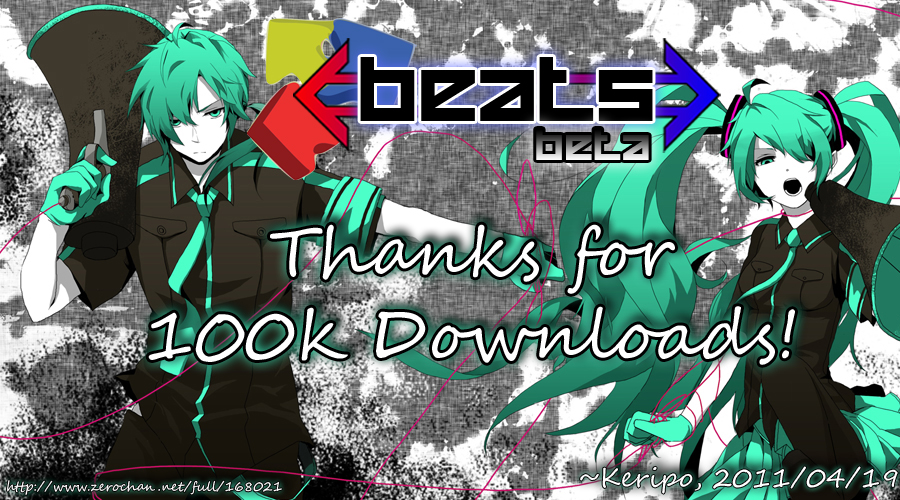 beats
beta
Thanks for
100k Downloads!
http://www.zerochan.net/full/168021
~Keripo, 2011/04/19